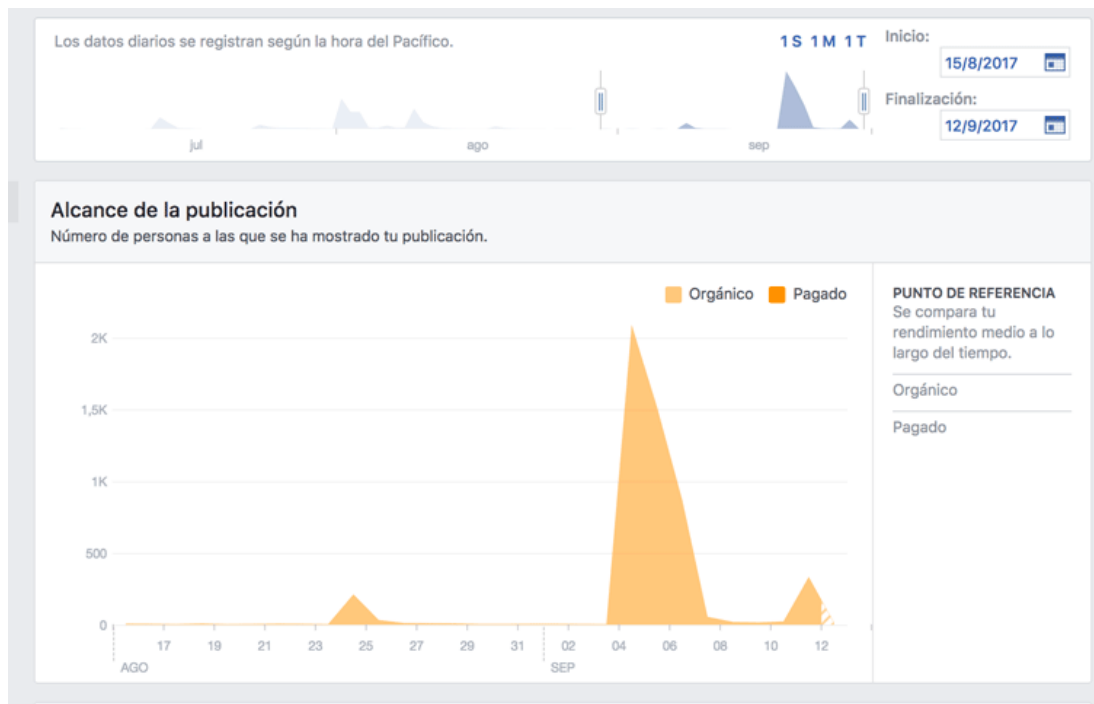 Los datos diarios se registran según la hora del Pacífico.
1S 1M 1T
Inicio:
15/8/2017
Finalización:
12/9/2017
jul ago sep
Alcance de la publicación
Número de personas a las que se ha mostrado tu publicación.
Orgánico Pagado
2K
1,5K
1K
500
0
17 19 21 23 25 27 29 31 02 04 06 08 10 12
AGO SEP
PUNTO DE REFERENCIA
Se compara tu
rendimiento medio a lo
largo del tiempo.
Orgánico
Pagado